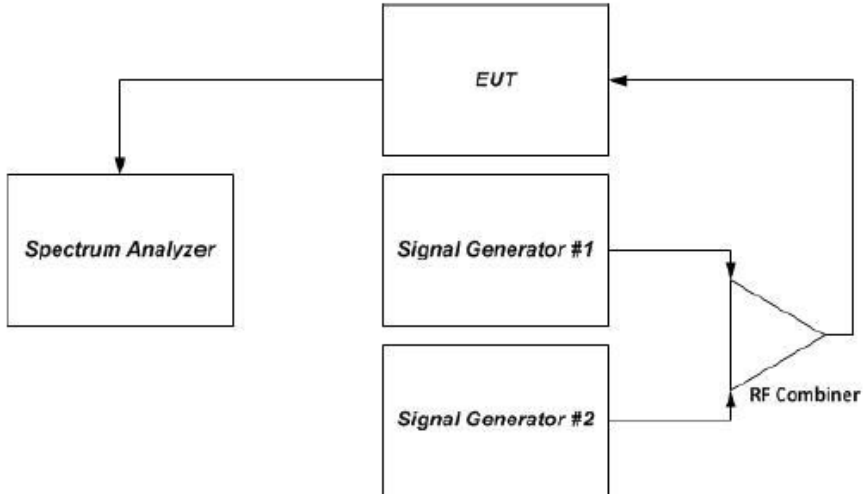 EUT
Spectrum Analyzer
Signal Generator #1
RF Combiner
Signal Generator #2